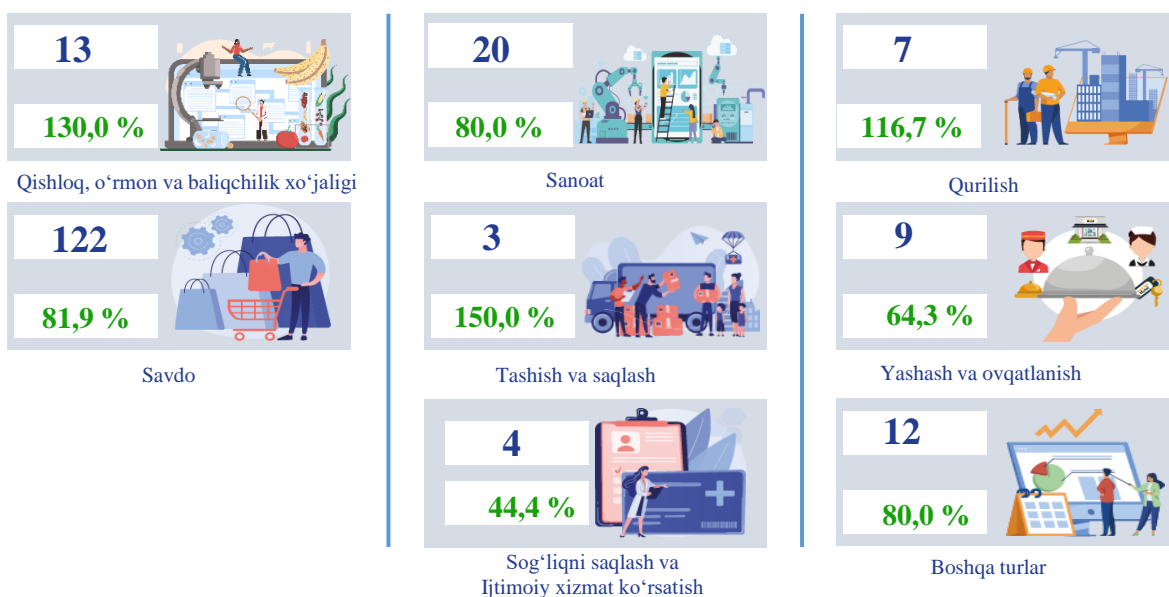 13
130,0 %
Qishloq, o‘rmon va baliqchilik xo‘jaligi
20
80,0 %
Sanoat
7
116,7 %
Qurilish
122
81,9 %
Savdo
3
150,0 %
Tashish va saqlash
9
64,3 %
Yashash va ovqatlanish
4
44,4 %
Sog‘liqni saqlash va
Ijtimoiy xizmat ko‘rsatish
12
80,0 %
Boshqa turlar